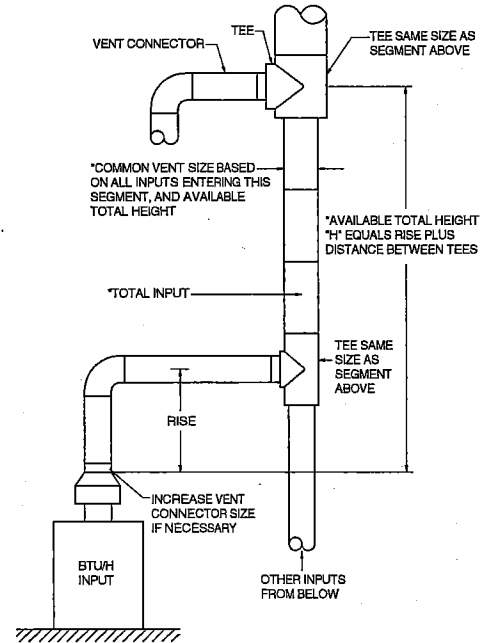 TEE
VENT CONNECTOR
TEE SAME SIZE AS
SEGMENT ABOVE
*COMMON VENT SIZE BASED
ON ALL INPUTS ENTERING THIS
SEGMENT, AND AVAILABLE
TOTAL HEIGHT
*AVAILABLE TOTAL HEIGHT
"H" EQUALS RISE PLUS
DISTANCE BETWEEN TEES
*TOTAL INPUT
TEE SAME
SIZE AS
SEGMENT
ABOVE
RISE
INCREASE VENT
CONNECTOR SIZE
IF NECESSARY
BTU/H
INPUT
OTHER INPUTS
FROM BELOW